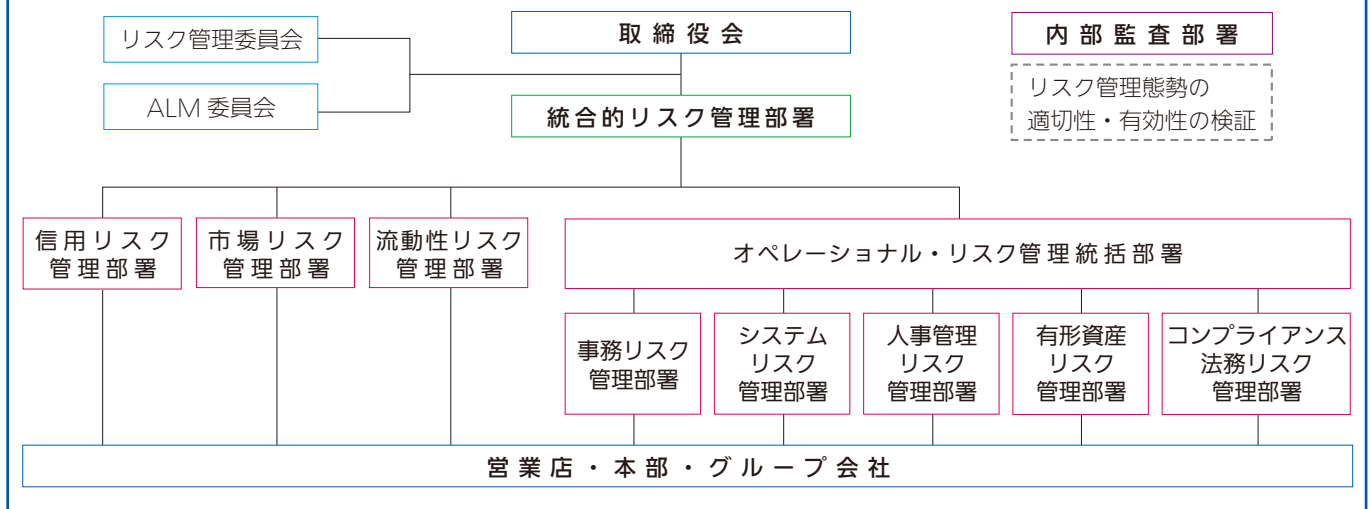 リスク管理委員会
ALM 委員会
取締役会
統合的リスク管理部署
内部監査部署
リスク管理態勢の
適切性・有効性の検証
信用リスク
管理部署
市場リスク
管理部署
流動性リスク
管理部署
オペレーショナル・リスク管理統括部署
事務リスク
管理部署
システム
リスク
管理部署
人事管理
リスク
管理部署
有形資産
リスク
管理部署
コンプライアンス
法務リスク
管理部署
営業店・本部・グループ会社